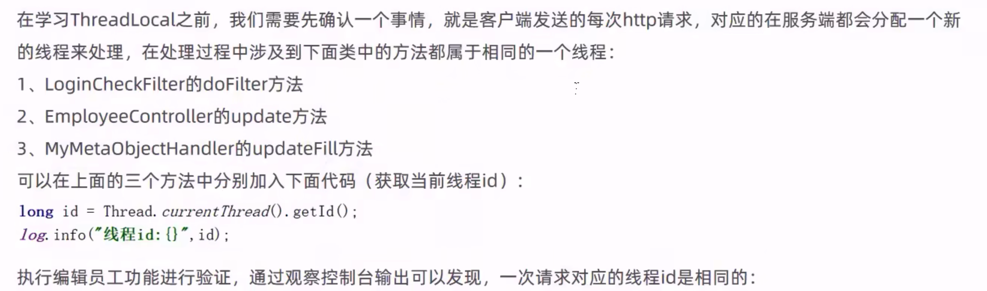 在学习ThreadLocal之前，我们需要先确认一个事情，就是客户端发送的每次http请求，对应的在服务端都会分配一个新
的线程来处理，在处理过程中涉及到下面类中的方法都属于相同的一个线程：
1、LoginCheckFilter的doFilter方法
2、EmployeeController的update方法
3、MyMetaObjectHandler的updateFill方法
可以在上面的三个方法中分别加入下面代码（获取当前线程id）：
long id = Thread.currentThread().getId();
log.info("线程id:{}",id);
执行编辑员工功能进行验证，通过观察控制台输出可以发现，一次请求对应的线程id是相同的：